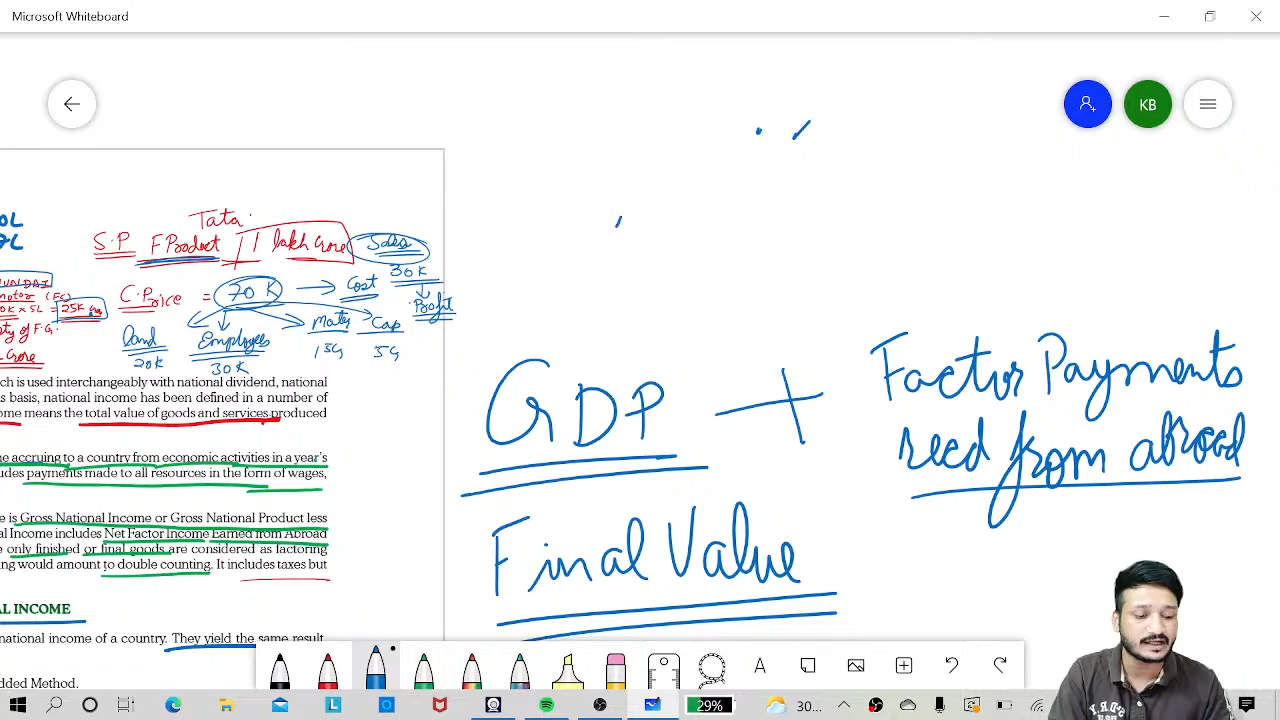 Microsoft Whiteboard
KB
Tata
S.P F Product 1 lakh Crore Sales
30K
C.Price = 70 K → Cost
Profit
Land Employees Cap
20K 30K
25K
ch is used interchangeably with national dividend, national
s basis, national income has been defined in a number of
ome means the total value of goods and services produced
ne accruing to a country from economic activities in a year's
udes payments made to all resources in the form of wages,
e is Gross National Income or Gross National Product less
al Income includes Net Factor Income Earned from Abroad
e only finished or final goods are considered as factoring
ng would amount to double counting. It includes taxes but
AL INCOME
national income of a country. They yield the same result
dded Method.
GDP + Factor Payments
recd from abroad
Final Value
29%
30...